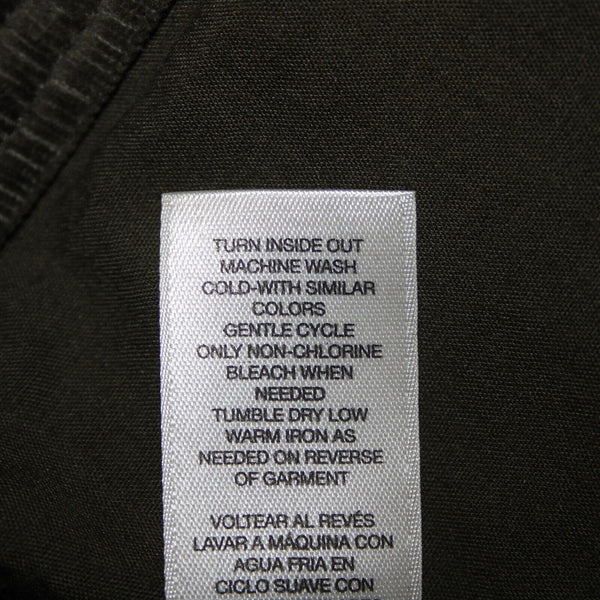 TURN INSIDE OUT
MACHINE WASH
COLD-WITH SIMILAR
COLORS
GENTLE CYCLE
ONLY NON-CHLORINE
BLEACH WHEN
NEEDED
TUMBLE DRY LOW
WARM IRON AS
NEEDED ON REVERSE
OF GARMENT
VOLTEAR AL REVÉS
LAVAR A MÁQUINA CON
AGUA FRIA EN
CICLO SUAVE CON